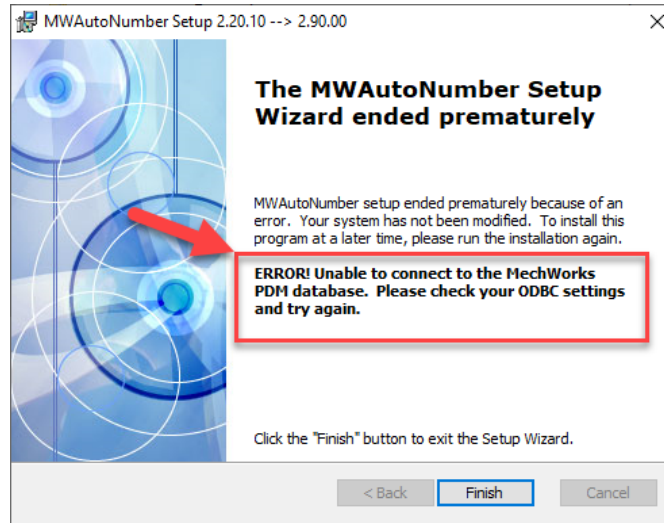 MWAutoNumber Setup 2.20.10 --> 2.90.00
The MWAutoNumber Setup
Wizard ended prematurely
MWAutoNumber setup ended prematurely because of an
error. Your system has not been modified. To install this
program at a later time, please run the installation again.
ERROR! Unable to connect to the MechWorks
PDM database. Please check your ODBC settings
and try again.
Click the "Finish" button to exit the Setup Wizard.
< Back Finish Cancel